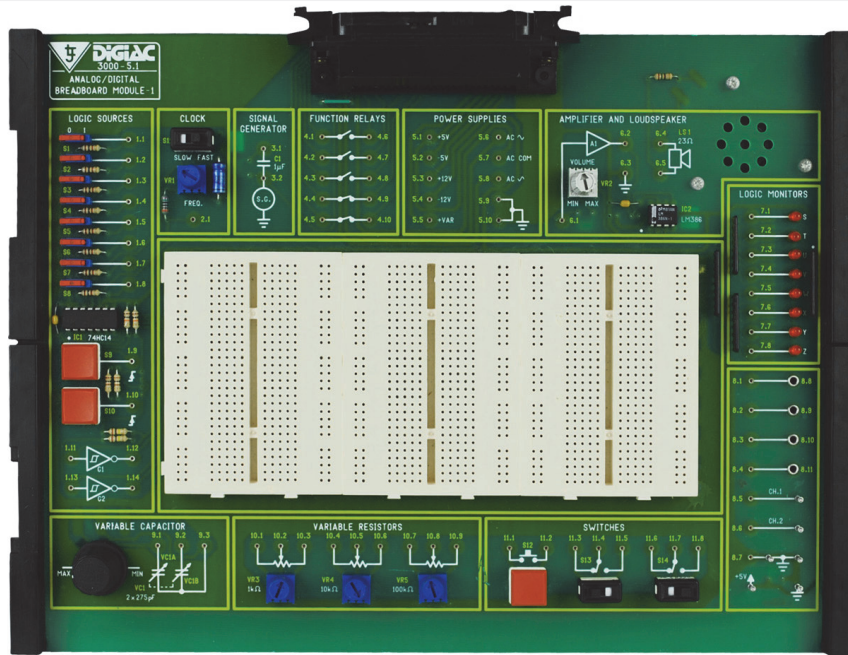 DIGIAC
3000-5.1
ANALOG/DIGITAL
BREADBOARD MODULE-1
LOGIC SOURCES
0 1
1.1
S1
1.2
S2
1.3
S3
1.4
S4
1.5
S5
1.6
S6
1.7
S7
1.8
S8
IC1 74HC14
S9
1.9
1.10
S10
1.11
1.12
G1
1.13
1.14
G2
CLOCK
SLOW FAST
VR1
FREQ.
2.1
SIGNAL
GENERATOR
3.1
C1
1µF
3.2
S.G.
FUNCTION RELAYS
4.1 4.6
4.2 4.7
4.3 4.8
4.4 4.9
4.5 4.10
POWER SUPPLIES
5.1 +5V 5.6 AC
5.2 -5V 5.7 AC COM
5.3 +12V 5.8 AC
5.4 -12V 5.9
5.5 +VAR 5.10
AMPLIFIER AND LOUDSPEAKER
A1
6.2
6.4
LS1
23Ω
VOLUME
6.3
6.5
VR2
MIN MAX
6.1
IC2
LM386
LOGIC MONITORS
7.1 S
7.2 T
7.3
7.4
7.5
7.6
7.7 Y
7.8 Z
8.1 8.8
8.2 8.9
8.3 8.10
8.4 8.11
8.5 CH.1
8.6 CH.2
8.7
+5V
VARIABLE CAPACITOR
9.1 9.2 9.3
VC1A
VC1B
MAX MIN
VC1
2×275pF
VARIABLE RESISTORS
10.1 10.2 10.3 10.4 10.5 10.6 10.7 10.8 10.9
VR3
1kΩ
VR4
10kΩ
VR5
100kΩ
SWITCHES
11.1 11.2 11.3 11.4 11.5 11.6 11.7 11.8
S12
S13
S14